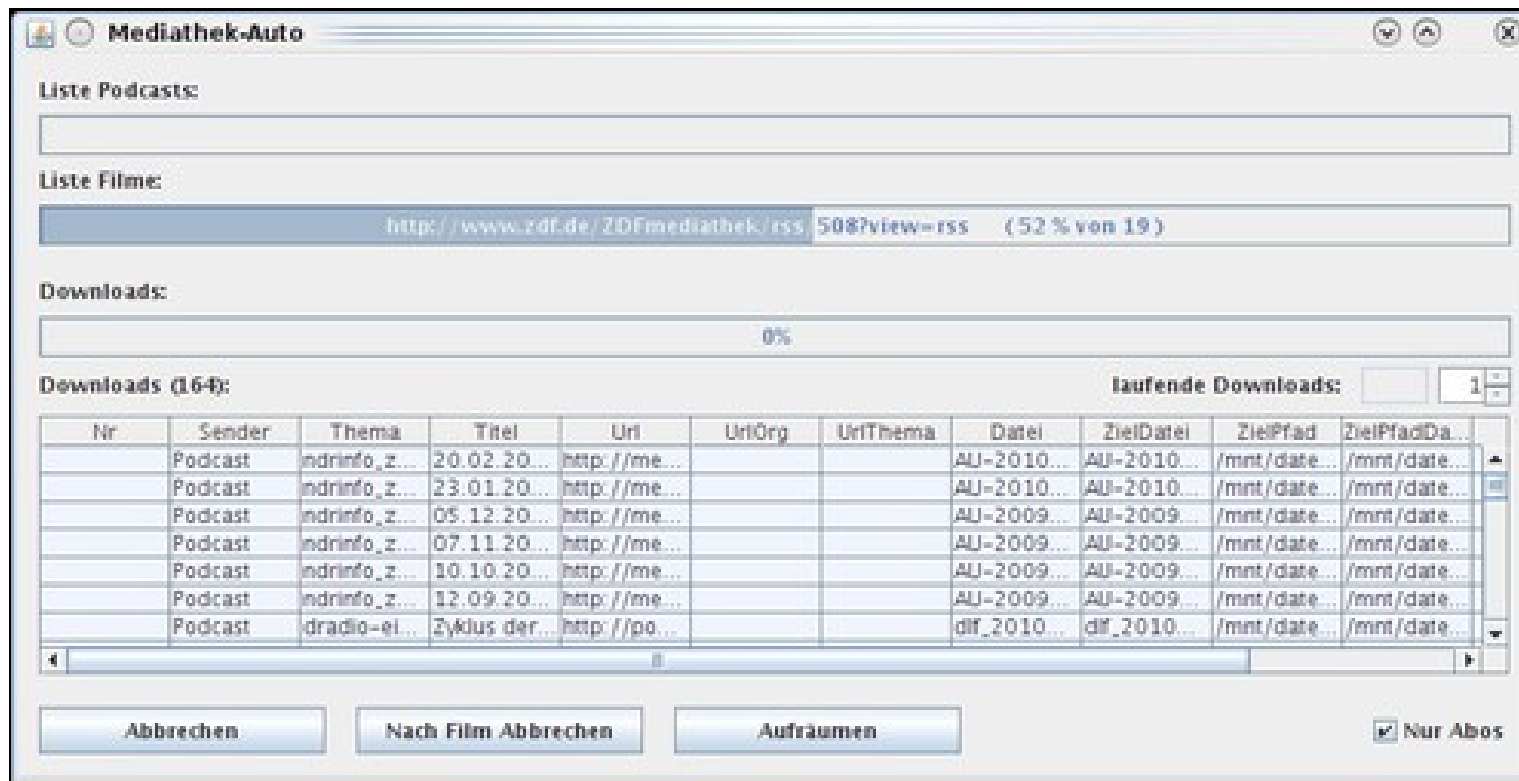 Mediathek-Auto
Liste Podcasts:
Liste Filme:
http://www.zdf.de/ZDFmediathek/rss 508?view=rss (52 % von 19)
Downloads:
0%
Downloads (164): laufende Downloads: 1
Nr Sender Thema Titel Url UrlOrg UrlThema Datei ZielDatei ZielPfad ZielPfadDa...
Podcast ndrinfo_z... 20.02.20... http://me... AU-2010... AU-2010... /mnt/date... /mnt/date...
Podcast ndrinfo_z... 23.01.20... http://me... AU-2010... AU-2010... /mnt/date... /mnt/date...
Podcast ndrinfo_z... 05.12.20... http://me... AU-2009... AU-2009... /mnt/date... /mnt/date...
Podcast ndrinfo_z... 07.11.20... http://me... AU-2009... AU-2009... /mnt/date... /mnt/date...
Podcast ndrinfo_z... 10.10.20... http://me... AU-2009... AU-2009... /mnt/date... /mnt/date...
Podcast ndrinfo_z... 12.09.20... http://me... AU-2009... AU-2009... /mnt/date... /mnt/date...
Podcast dradio-ei... Zyklus der... http://po... dlf_2010... dlf_2010... /mnt/date... /mnt/date...
Abbrechen Nach Film Abbrechen Aufräumen Nur Abos